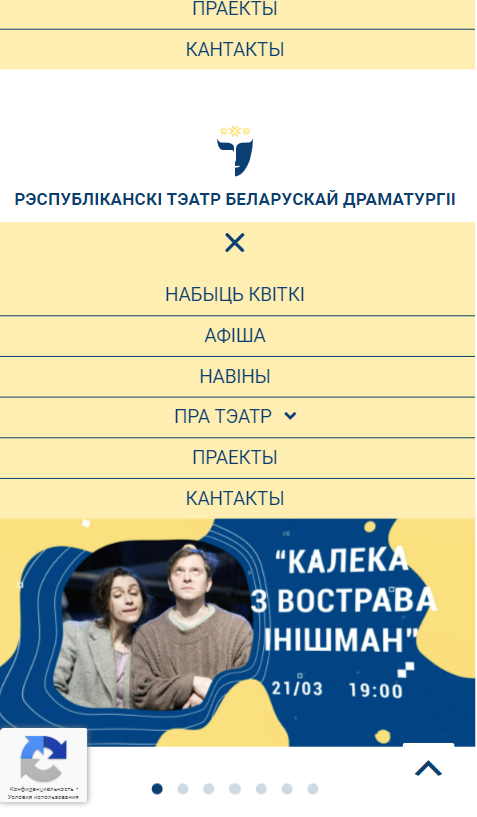 ПРАЕКТЫ
КАНТАКТЫ
РЭСПУБЛІКАНСКІ ТЭАТР БЕЛАРУСКАЙ ДРАМАТУРГІІ
НАБЫЦЬ КВІТКІ
АФІША
НАВІНЫ
ПРА ТЭАТР
ПРАЕКТЫ
КАНТАКТЫ
“КАЛЕКА
З ВОСТРАВА
ІНІШМАН”
21/03 19:00
Конфиденциальность -
Условия использования